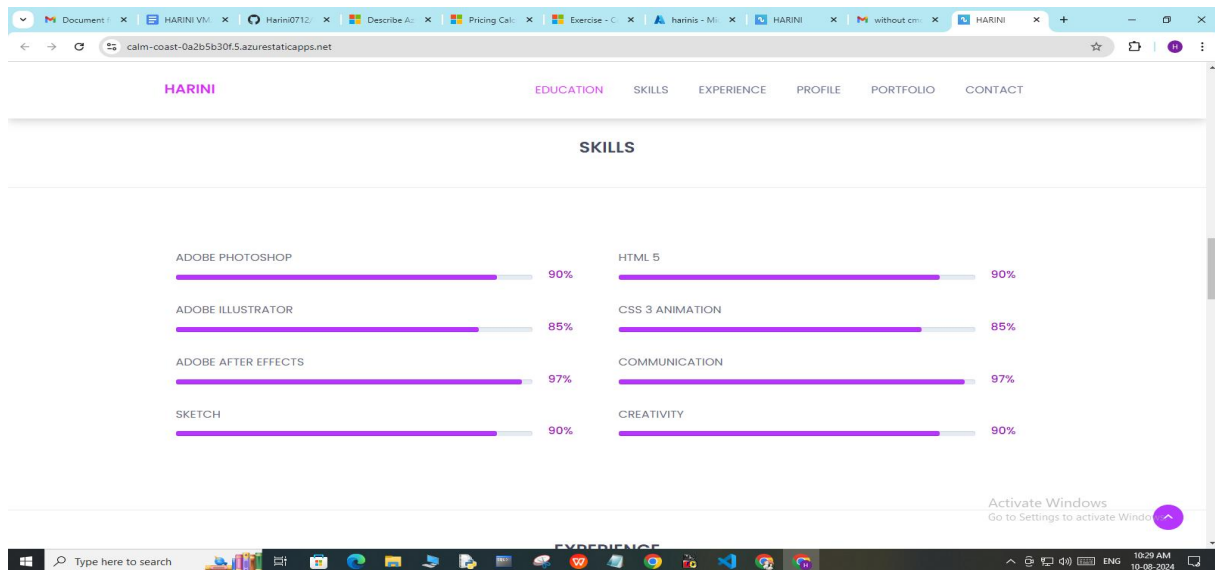 Document : HARINI VM Harini0712/ Describe Az Pricing Calc Exercise - C harinis - Mi HARINI without cm HARINI
calm-coast-0a2b5b30f.5.azurestaticapps.net
HARINI EDUCATION SKILLS EXPERIENCE PROFILE PORTFOLIO CONTACT
SKILLS
ADOBE PHOTOSHOP HTML 5
90% 90%
ADOBE ILLUSTRATOR CSS 3 ANIMATION
85% 85%
ADOBE AFTER EFFECTS COMMUNICATION
97% 97%
SKETCH CREATIVITY
90% 90%
Activate Windows
Go to Settings to activate Windo
EXPERIENCE
Type here to search ENG 10:29 AM
10-08-2024